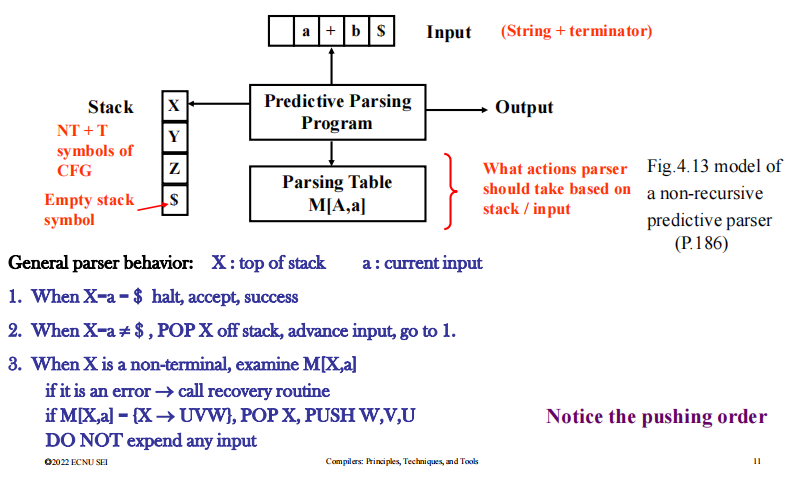 a + b $
Input
(String + terminator)
Stack
NT + T
symbols of
CFG
Empty stack
symbol
X
Y
Z
$
Predictive Parsing
Program
Output
Parsing Table
M[A,a]
What actions parser
should take based on
stack / input
Fig.4.13 model of
a non-recursive
predictive parser
(P.186)
General parser behavior: X : top of stack a : current input
1. When X=a = $ halt, accept, success
2. When X=a ≠ $ , POP X off stack, advance input, go to 1.
3. When X is a non-terminal, examine M[X,a]
if it is an error → call recovery routine
if M[X,a] = {X → UVW}, POP X, PUSH W,V,U
DO NOT expend any input
Notice the pushing order
©2022 ECNU SEI
Compilers: Principles, Techniques, and Tools
11